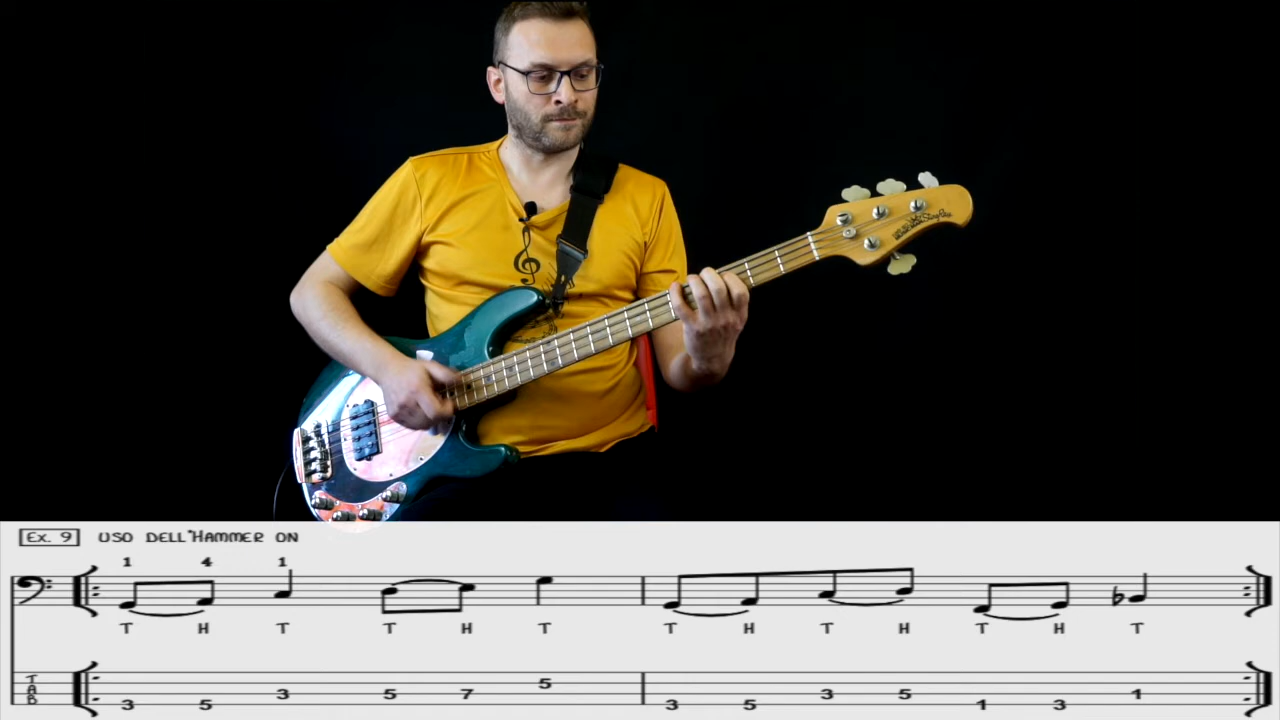 Ex. 9 USO DELL'HAMMER ON
1 4 1
T H T T H T T H T H T H T
T
A
B
5
3 5 7 3 5 1
3 5 3 5 1 3